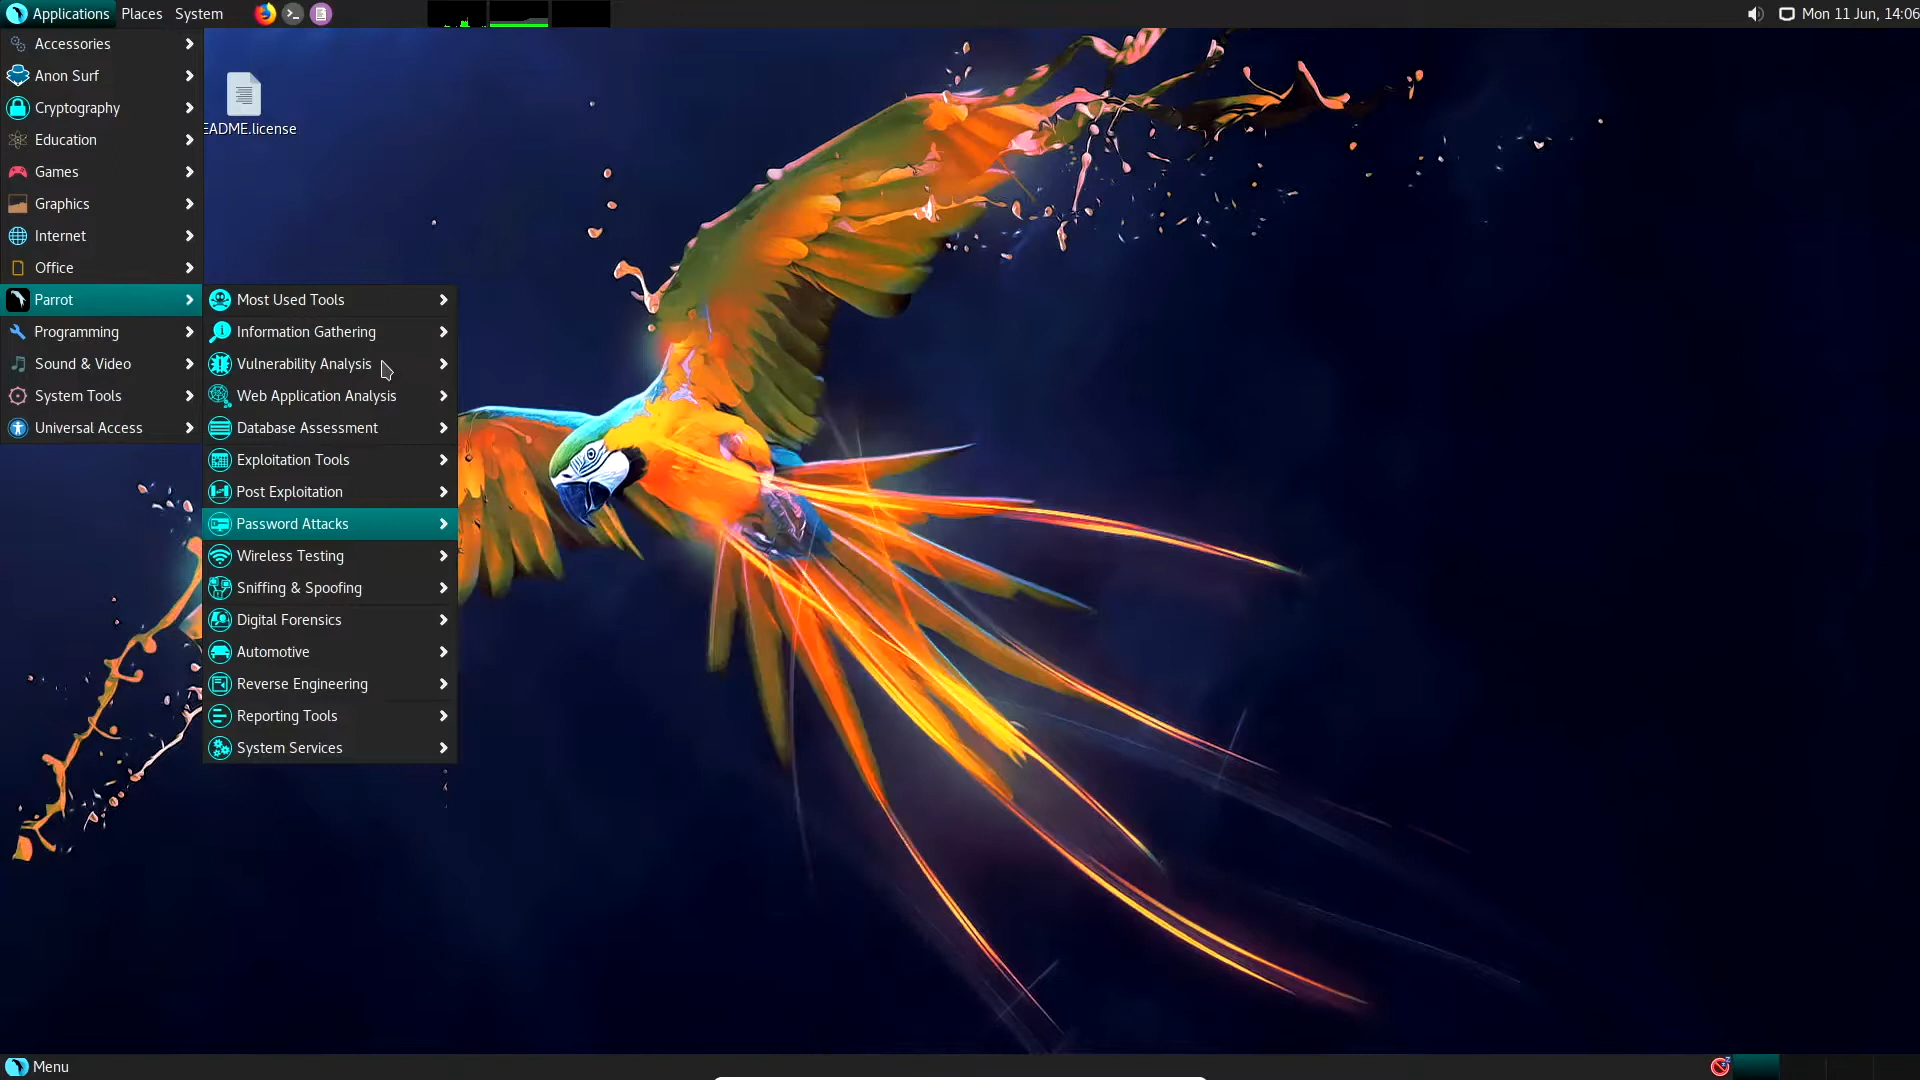 Applications Places System
Mon 11 Jun, 14:06
Accessories
Anon Surf
Cryptography
Education
Games
Graphics
Internet
Office
Parrot
Programming
Sound & Video
System Tools
Universal Access
EADME.license
Most Used Tools
Information Gathering
Vulnerability Analysis
Web Application Analysis
Database Assessment
Exploitation Tools
Post Exploitation
Password Attacks
Wireless Testing
Sniffing & Spoofing
Digital Forensics
Automotive
Reverse Engineering
Reporting Tools
System Services
Menu